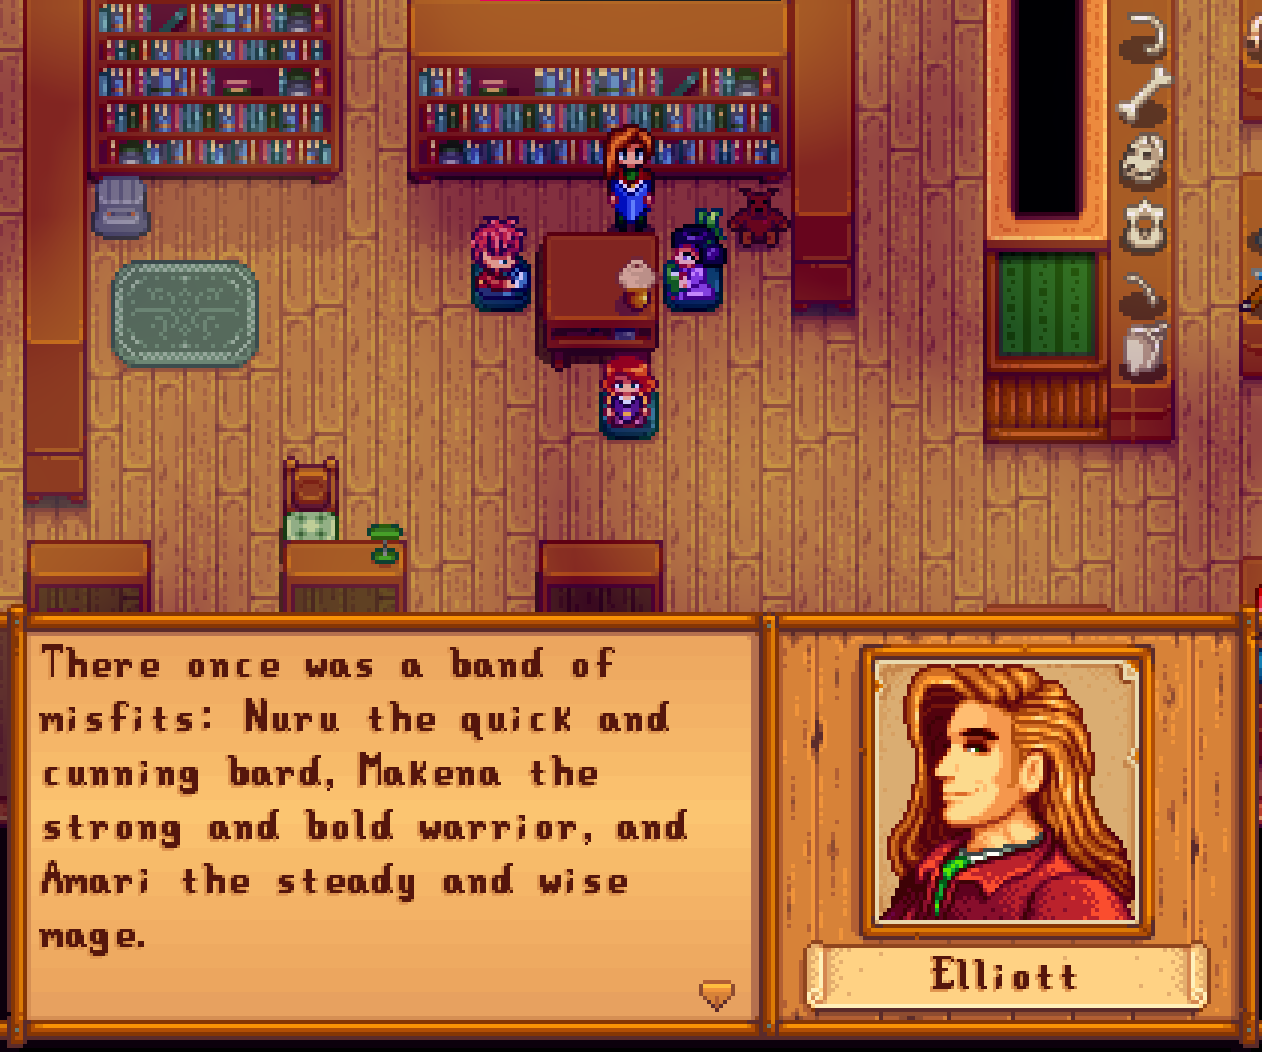 There once was a band of
misfits: Nuru the quick and
cunning bard, Makena the
strong and bold warrior, and
Amari the steady and wise
mage.
Elliott